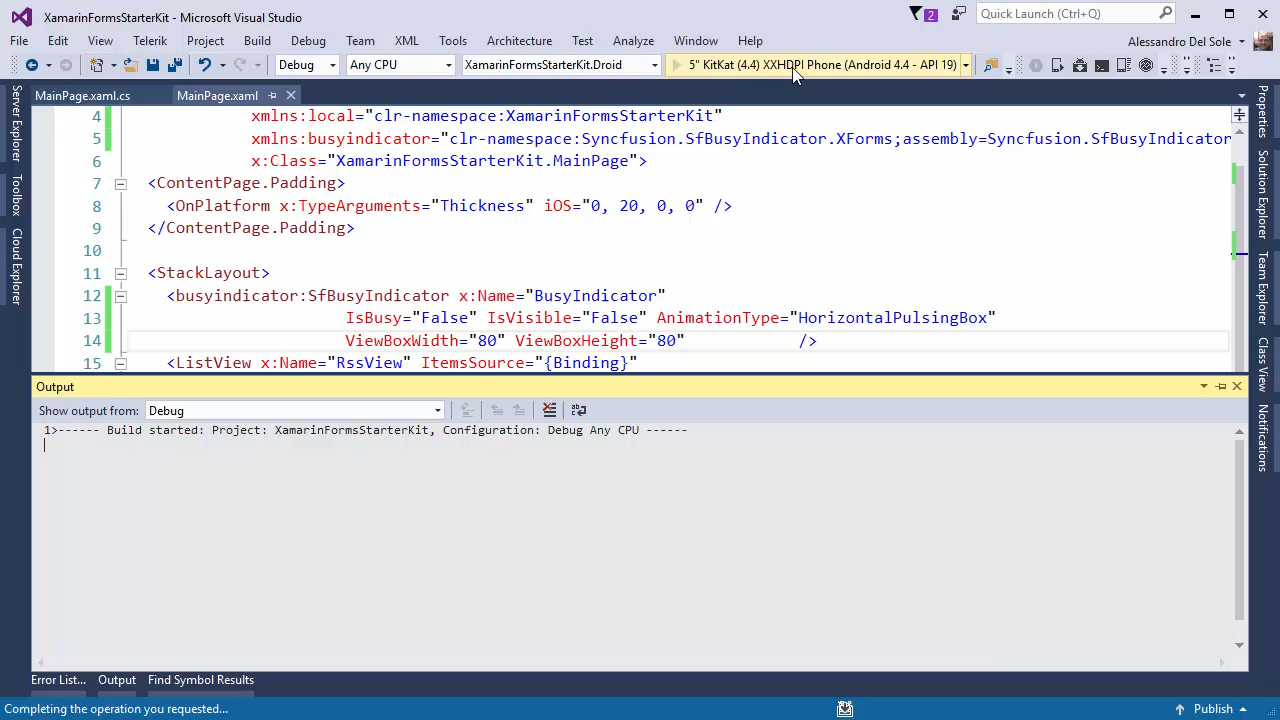 XamarinFormsStarterKit - Microsoft Visual Studio
2
Quick Launch (Ctrl+Q)
File Edit View Telerik Project Build Debug Team XML Tools Architecture Test Analyze Window Help
Alessandro Del Sole
Debug Any CPU XamarinFormsStarterKit.Droid 5" KitKat (4.4) XXHDPI Phone (Android 4.4 - API 19)
MainPage.xaml.cs MainPage.xaml
4 xmlns:local="clr-namespace:XamarinFormsStarterKit"
5 xmlns:busyindicator="clr-namespace:Syncfusion.SfBusyIndicator.XForms;assembly=Syncfusion.SfBusyIndicator
6 x:Class="XamarinFormsStarterKit.MainPage">
7 <ContentPage.Padding>
8 <OnPlatform x:TypeArguments="Thickness" iOS="0, 20, 0, 0" />
9 </ContentPage.Padding>
10
11 <StackLayout>
12 <busyindicator:SfBusyIndicator x:Name="BusyIndicator"
13 IsBusy="False" IsVisible="False" AnimationType="HorizontalPulsingBox"
14 ViewBoxWidth="80" ViewBoxHeight="80" />
15 <ListView x:Name="RssView" ItemsSource="{Binding}"
Server Explorer
Toolbox
Cloud Explorer
Properties
Solution Explorer
Team Explorer
Class View
Notifications
Output
Show output from: Debug
1>------ Build started: Project: XamarinFormsStarterKit, Configuration: Debug Any CPU ------
Error List... Output Find Symbol Results
Completing the operation you requested... Publish